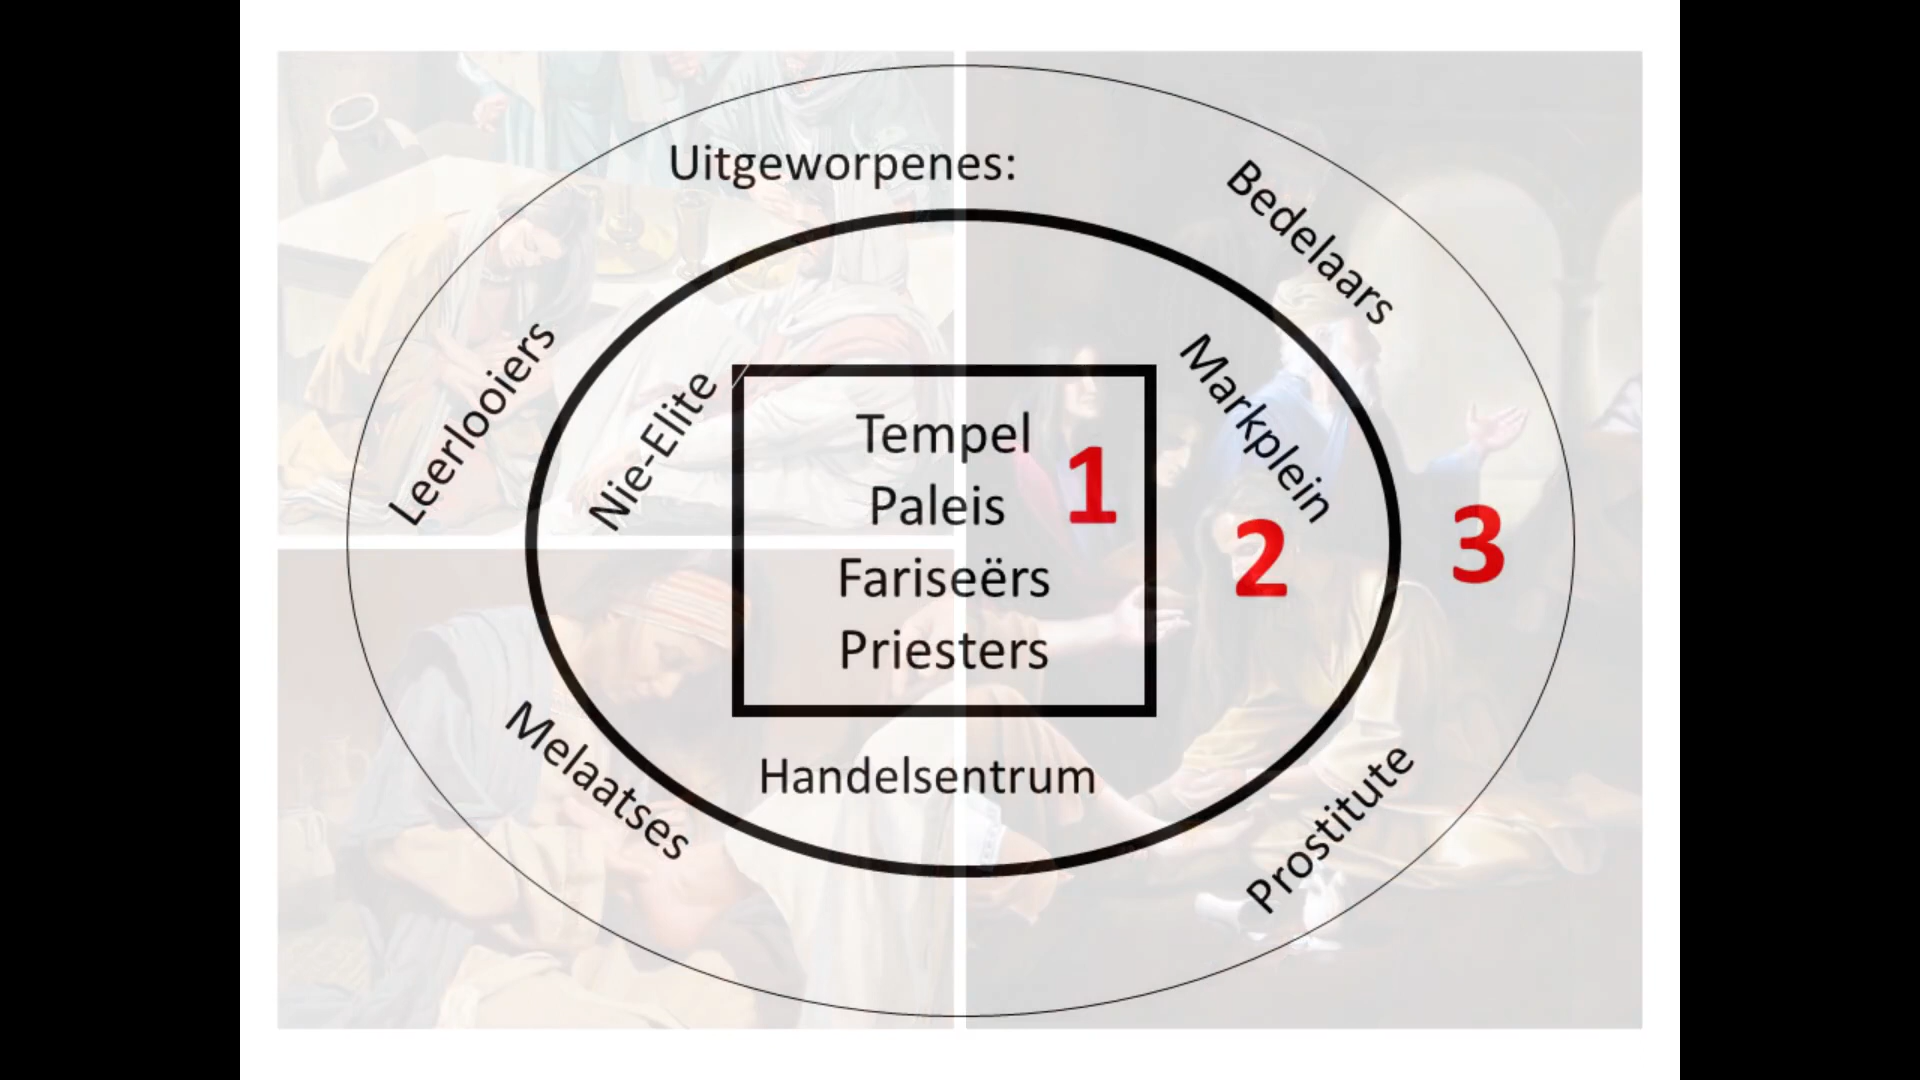 Uitgeworpenes:
Bedelaars
Leerlooiers
Nie-Elite
Markplein
Tempel
1
Paleis
2
3
Fariseërs
Priesters
Melaatses
Handelsentrum
Prostitute